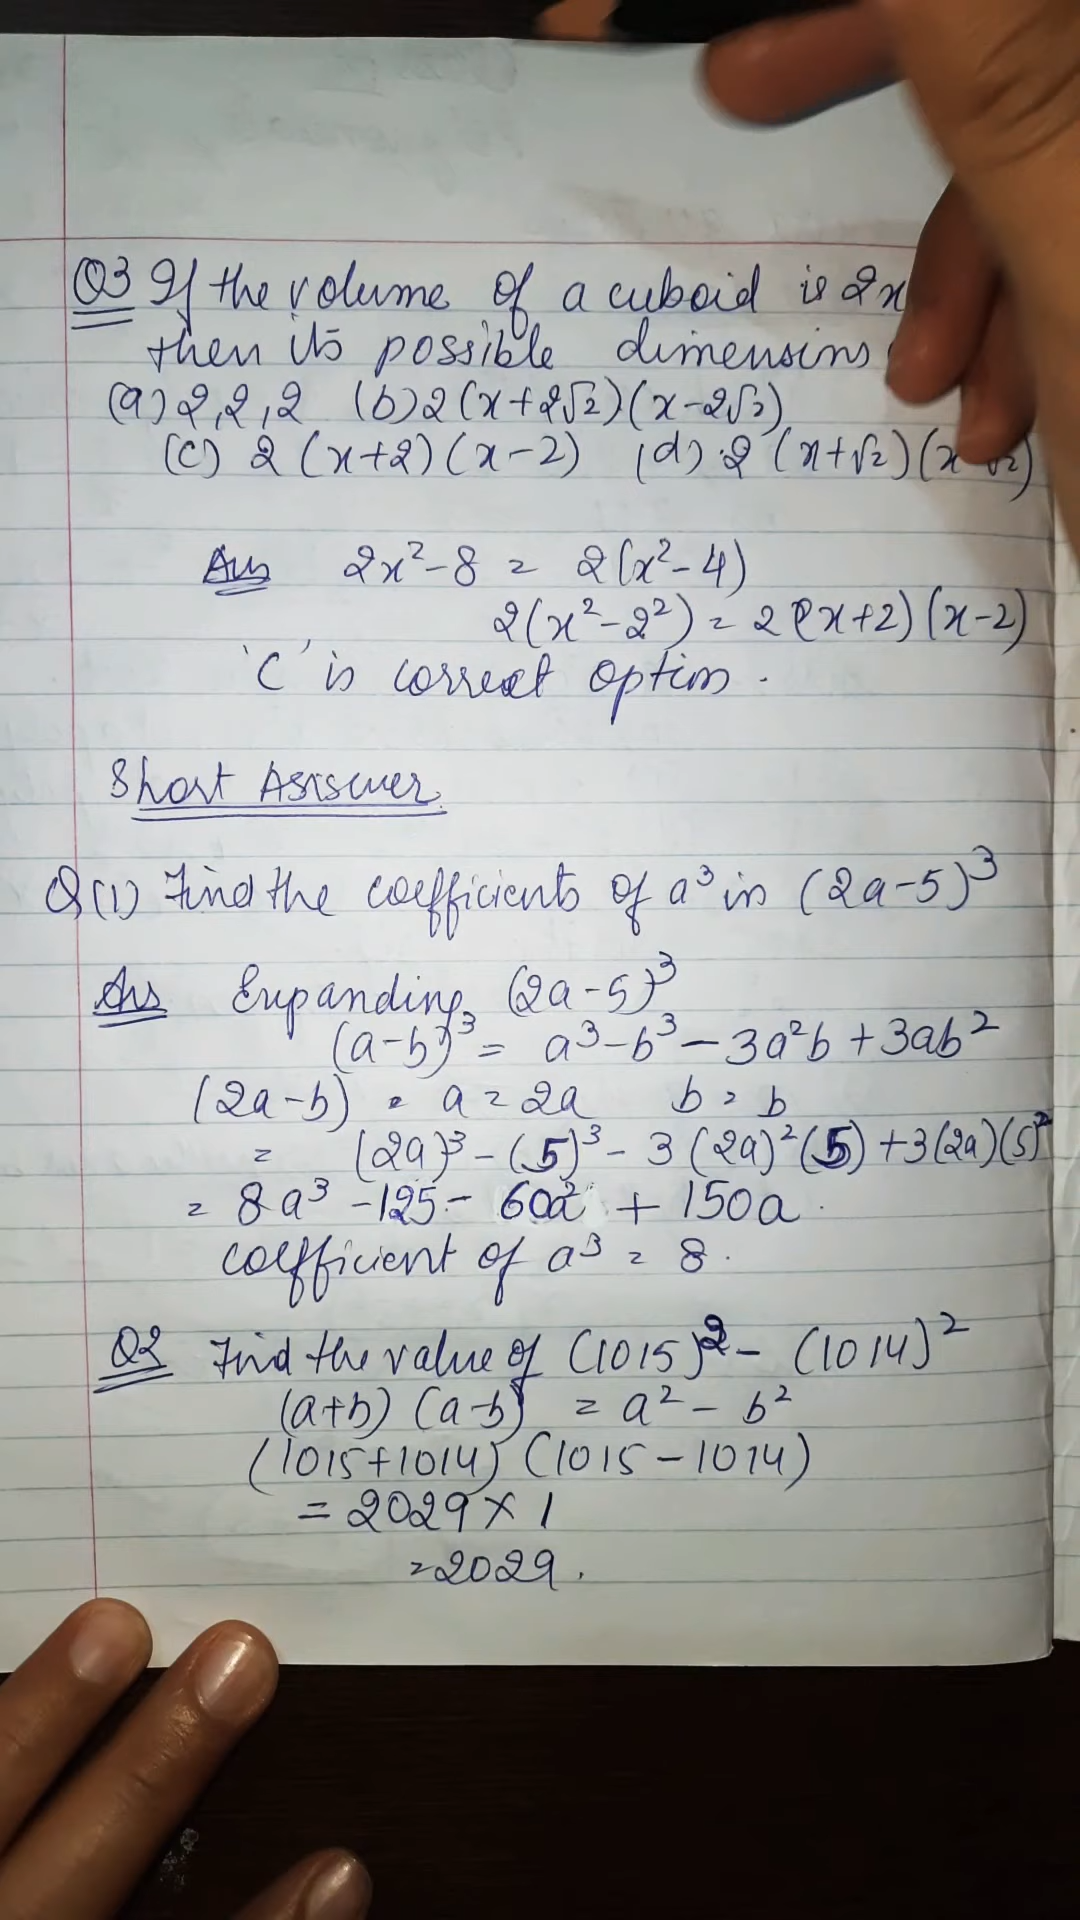 Q3 If the volume of a cuboid is 2x
then its possible dimensins
(a) 2, 2, 2 (b) 2(x+2√2)(x-2√2)
(c) 2(x+2)(x-2) (d) 2(x+√2)(x-√2)
Ans 2x²-8 = 2(x²-4)
2(x²-2²) = 2(x+2)(x-2)
'C' is correct option.
Short Answer
Q(1) Find the coefficients of a³ in (2a-5)³
Ans Expanding (2a-5)³
(a-b)³ = a³-b³-3a²b+3ab²
(2a-b) = a = 2a b = b
= (2a)³-(5)³-3(2a)²(5)+3(2a)(5)²
= 8a³-125-60a²+150a.
coefficient of a³ = 8.
Q2 Find the value of (1015)²-(1014)²
(a+b)(a-b) = a²-b²
(1015+1014)(1015-1014)
= 2029×1
= 2029.